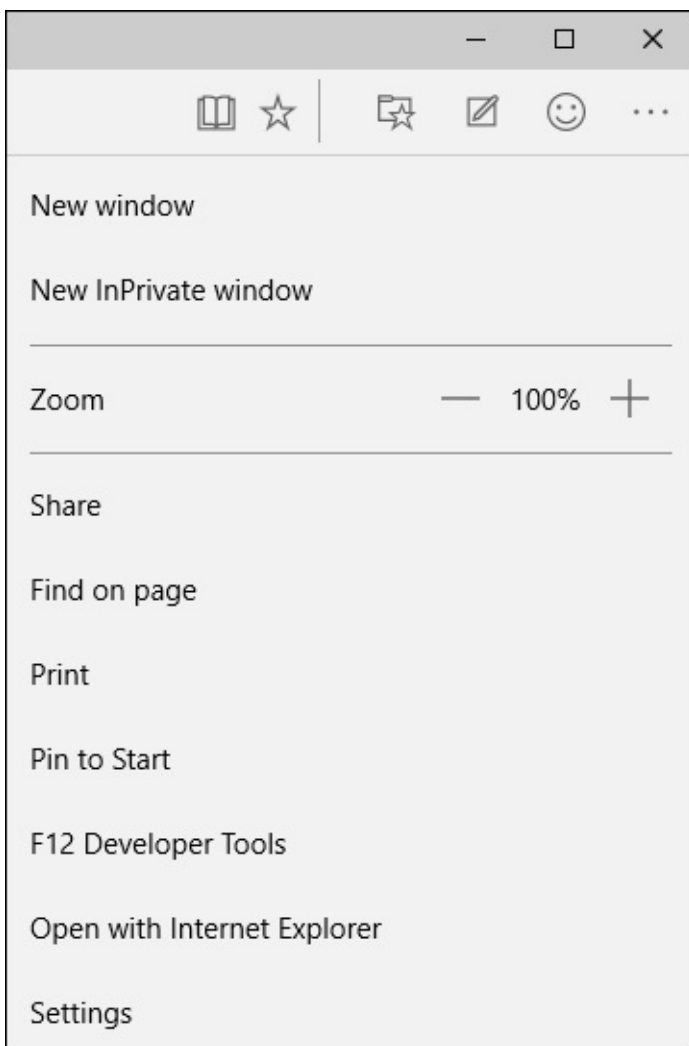 New window
New InPrivate window
Zoom 100%
Share
Find on page
Print
Pin to Start
F12 Developer Tools
Open with Internet Explorer
Settings